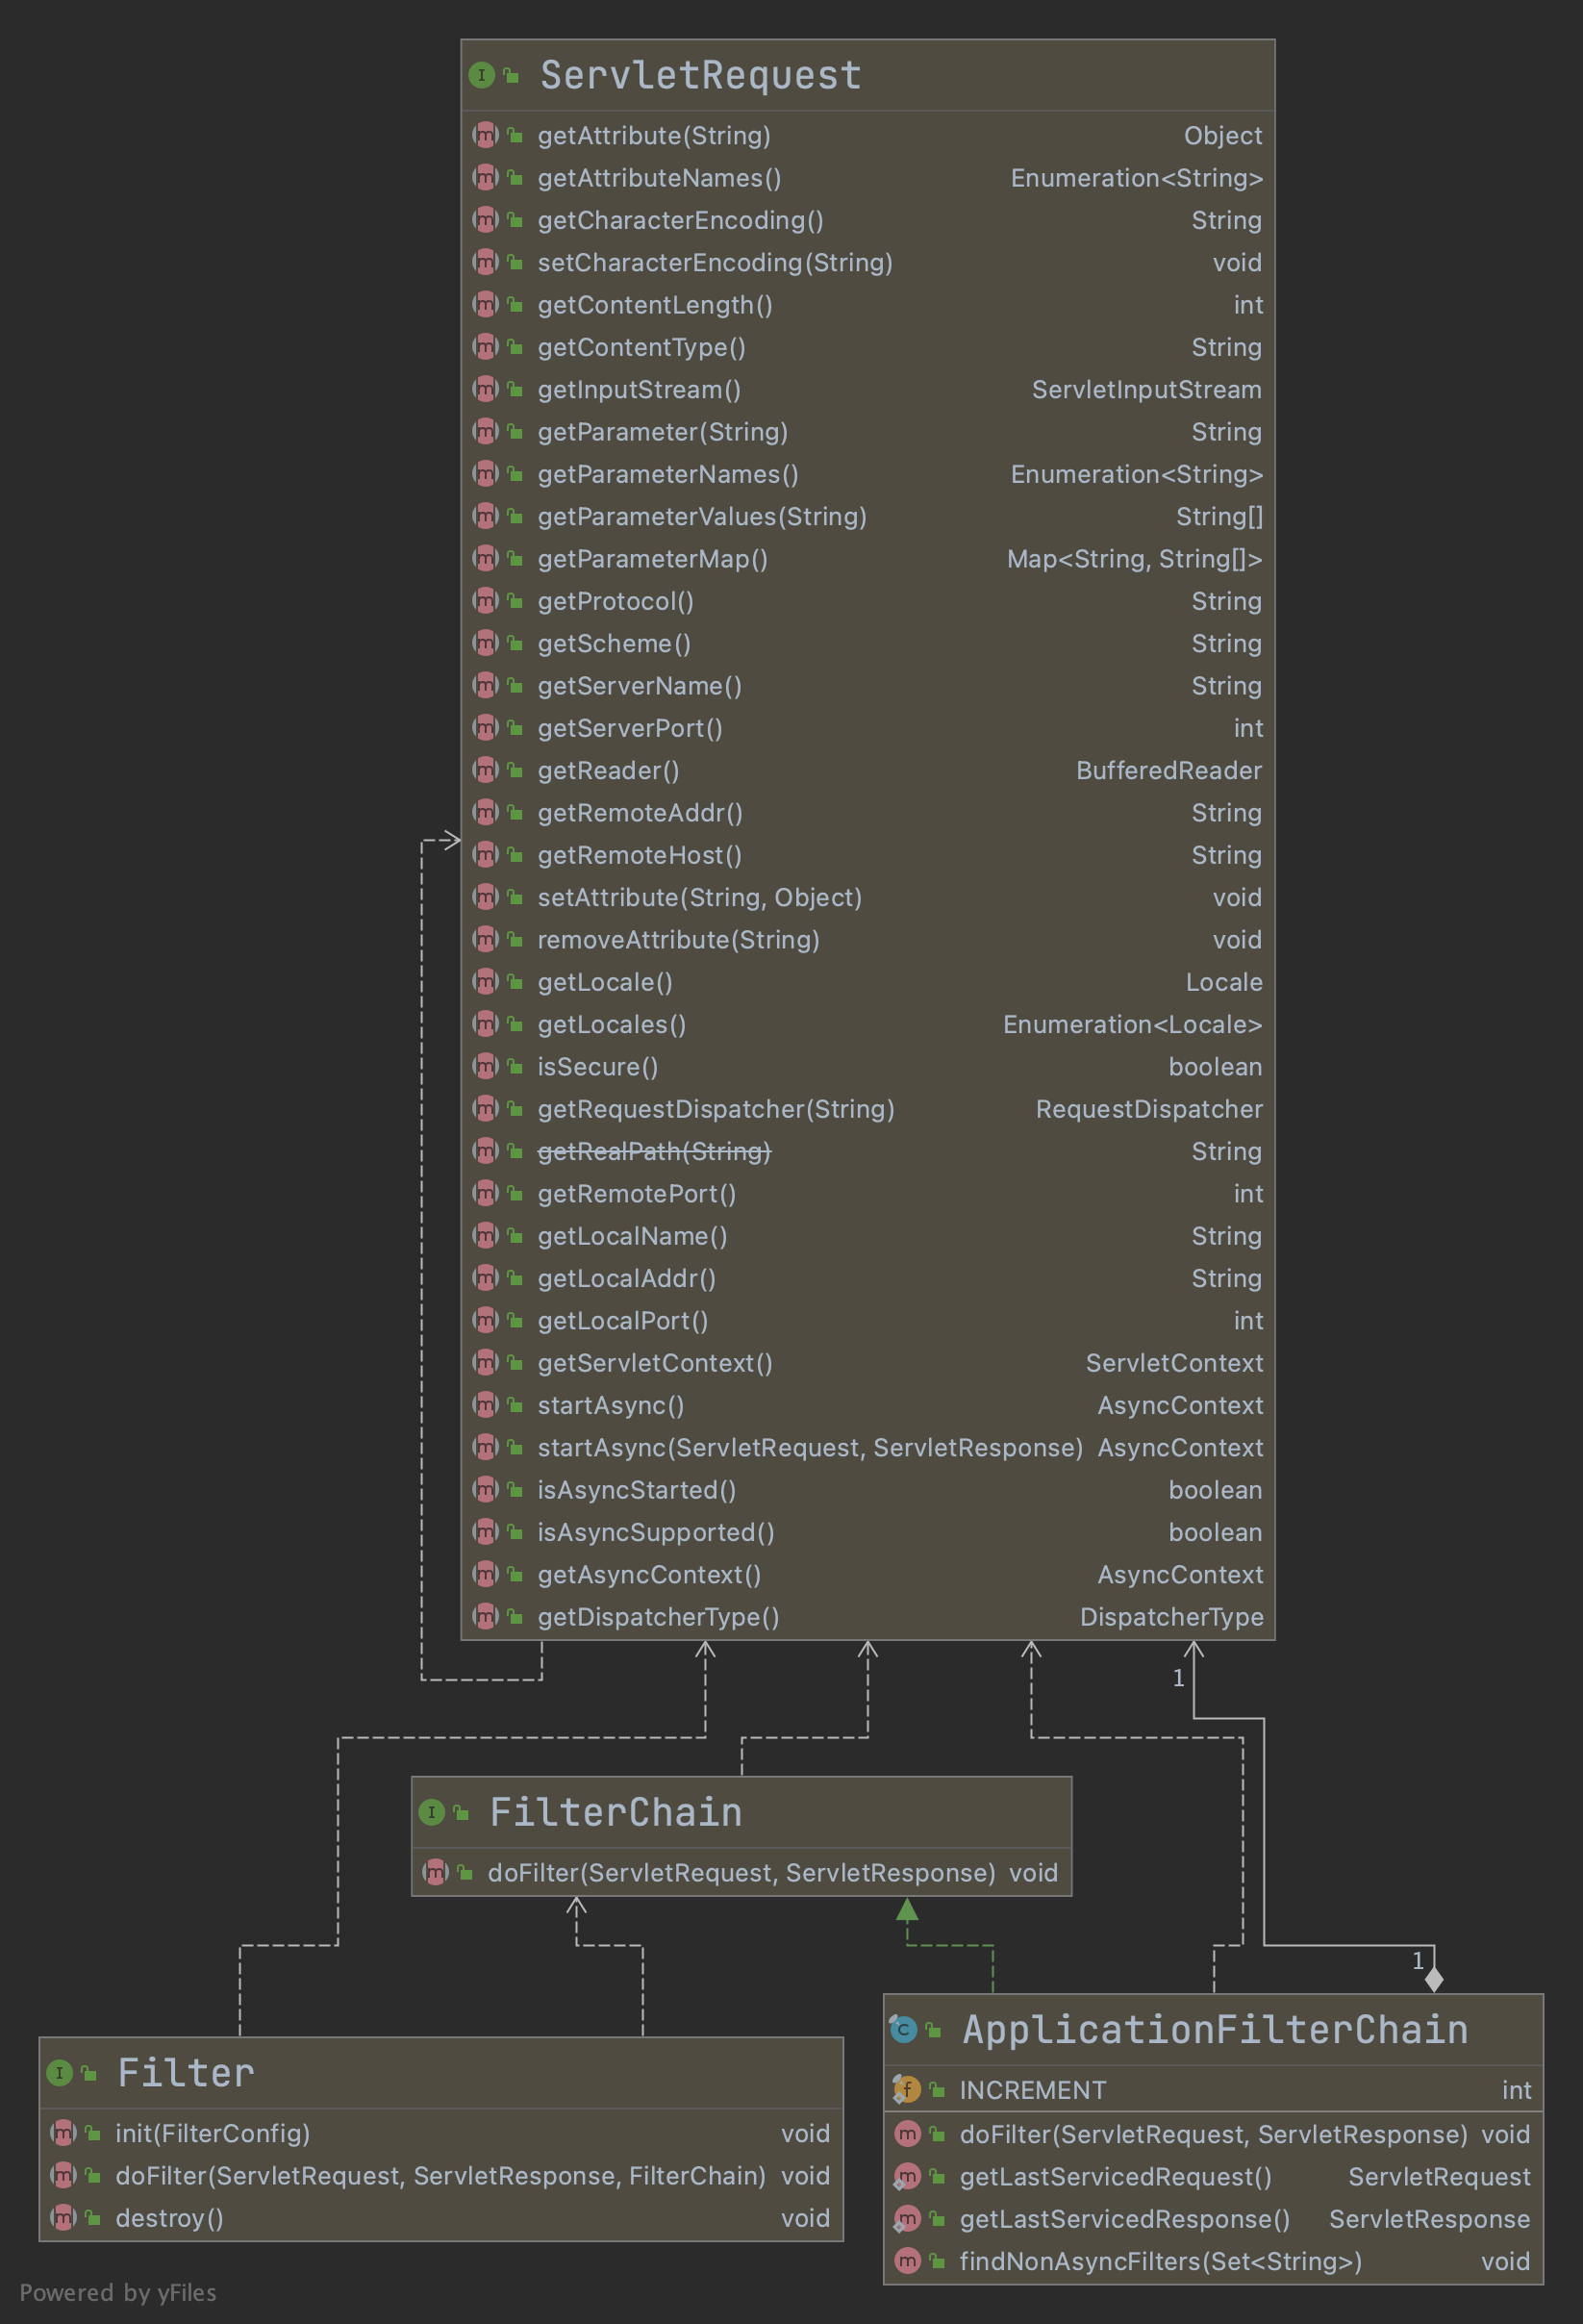 ServletRequest
getAttribute(String) Object
getAttributeNames() Enumeration<String>
getCharacterEncoding() String
setCharacterEncoding(String) void
getContentLength() int
getContentType() String
getInputStream() ServletInputStream
getParameter(String) String
getParameterNames() Enumeration<String>
getParameterValues(String) String[]
getParameterMap() Map<String, String[]>
getProtocol() String
getScheme() String
getServerName() String
getServerPort() int
getReader() BufferedReader
getRemoteAddr() String
getRemoteHost() String
setAttribute(String, Object) void
removeAttribute(String) void
getLocale() Locale
getLocales() Enumeration<Locale>
isSecure() boolean
getRequestDispatcher(String) RequestDispatcher
getRealPath(String) String
getRemotePort() int
getLocalName() String
getLocalAddr() String
getLocalPort() int
getServletContext() ServletContext
startAsync() AsyncContext
startAsync(ServletRequest, ServletResponse) AsyncContext
isAsyncStarted() boolean
isAsyncSupported() boolean
getAsyncContext() AsyncContext
getDispatcherType() DispatcherType
1
FilterChain
doFilter(ServletRequest, ServletResponse) void
1
Filter
init(FilterConfig) void
doFilter(ServletRequest, ServletResponse, FilterChain) void
destroy() void
ApplicationFilterChain
INCREMENT int
doFilter(ServletRequest, ServletResponse) void
getLastServicedRequest() ServletRequest
getLastServicedResponse() ServletResponse
findNonAsyncFilters(Set<String>) void
Powered by yFiles